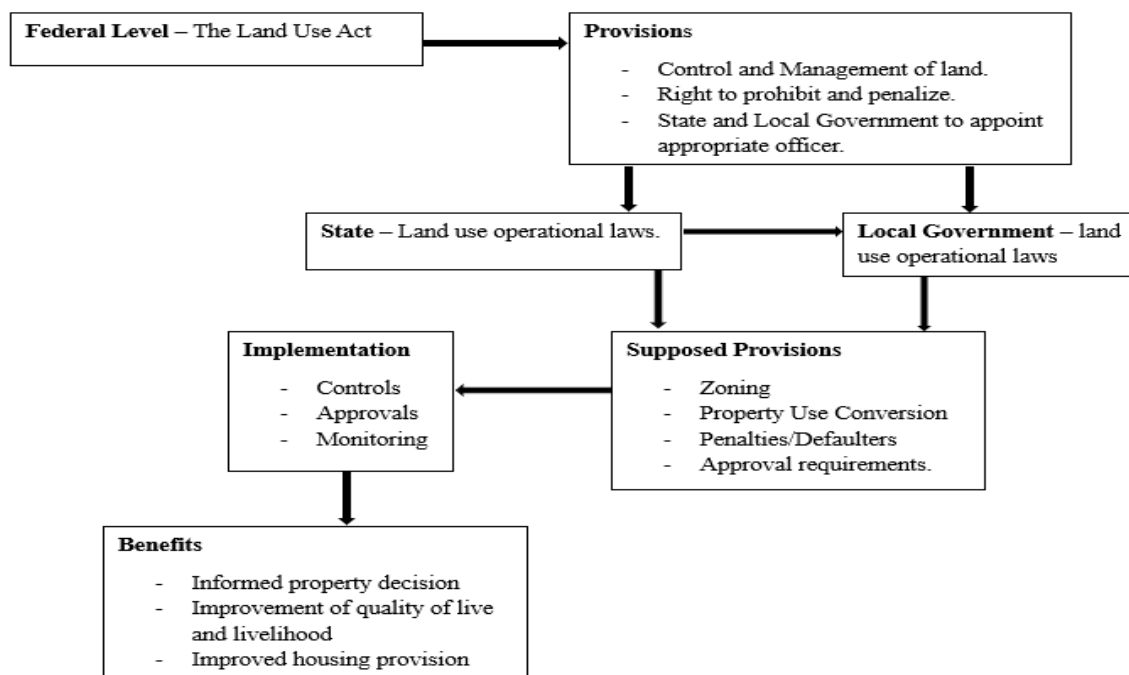 Federal Level – The Land Use Act
Provisions
- Control and Management of land.
- Right to prohibit and penalize.
- State and Local Government to appoint
appropriate officer.
State – Land use operational laws.
Local Government – land
use operational laws
Implementation
- Controls
- Approvals
- Monitoring
Supposed Provisions
- Zoning
- Property Use Conversion
- Penalties/Defaulters
- Approval requirements.
Benefits
- Informed property decision
- Improvement of quality of live
and livelihood
- Improved housing provision